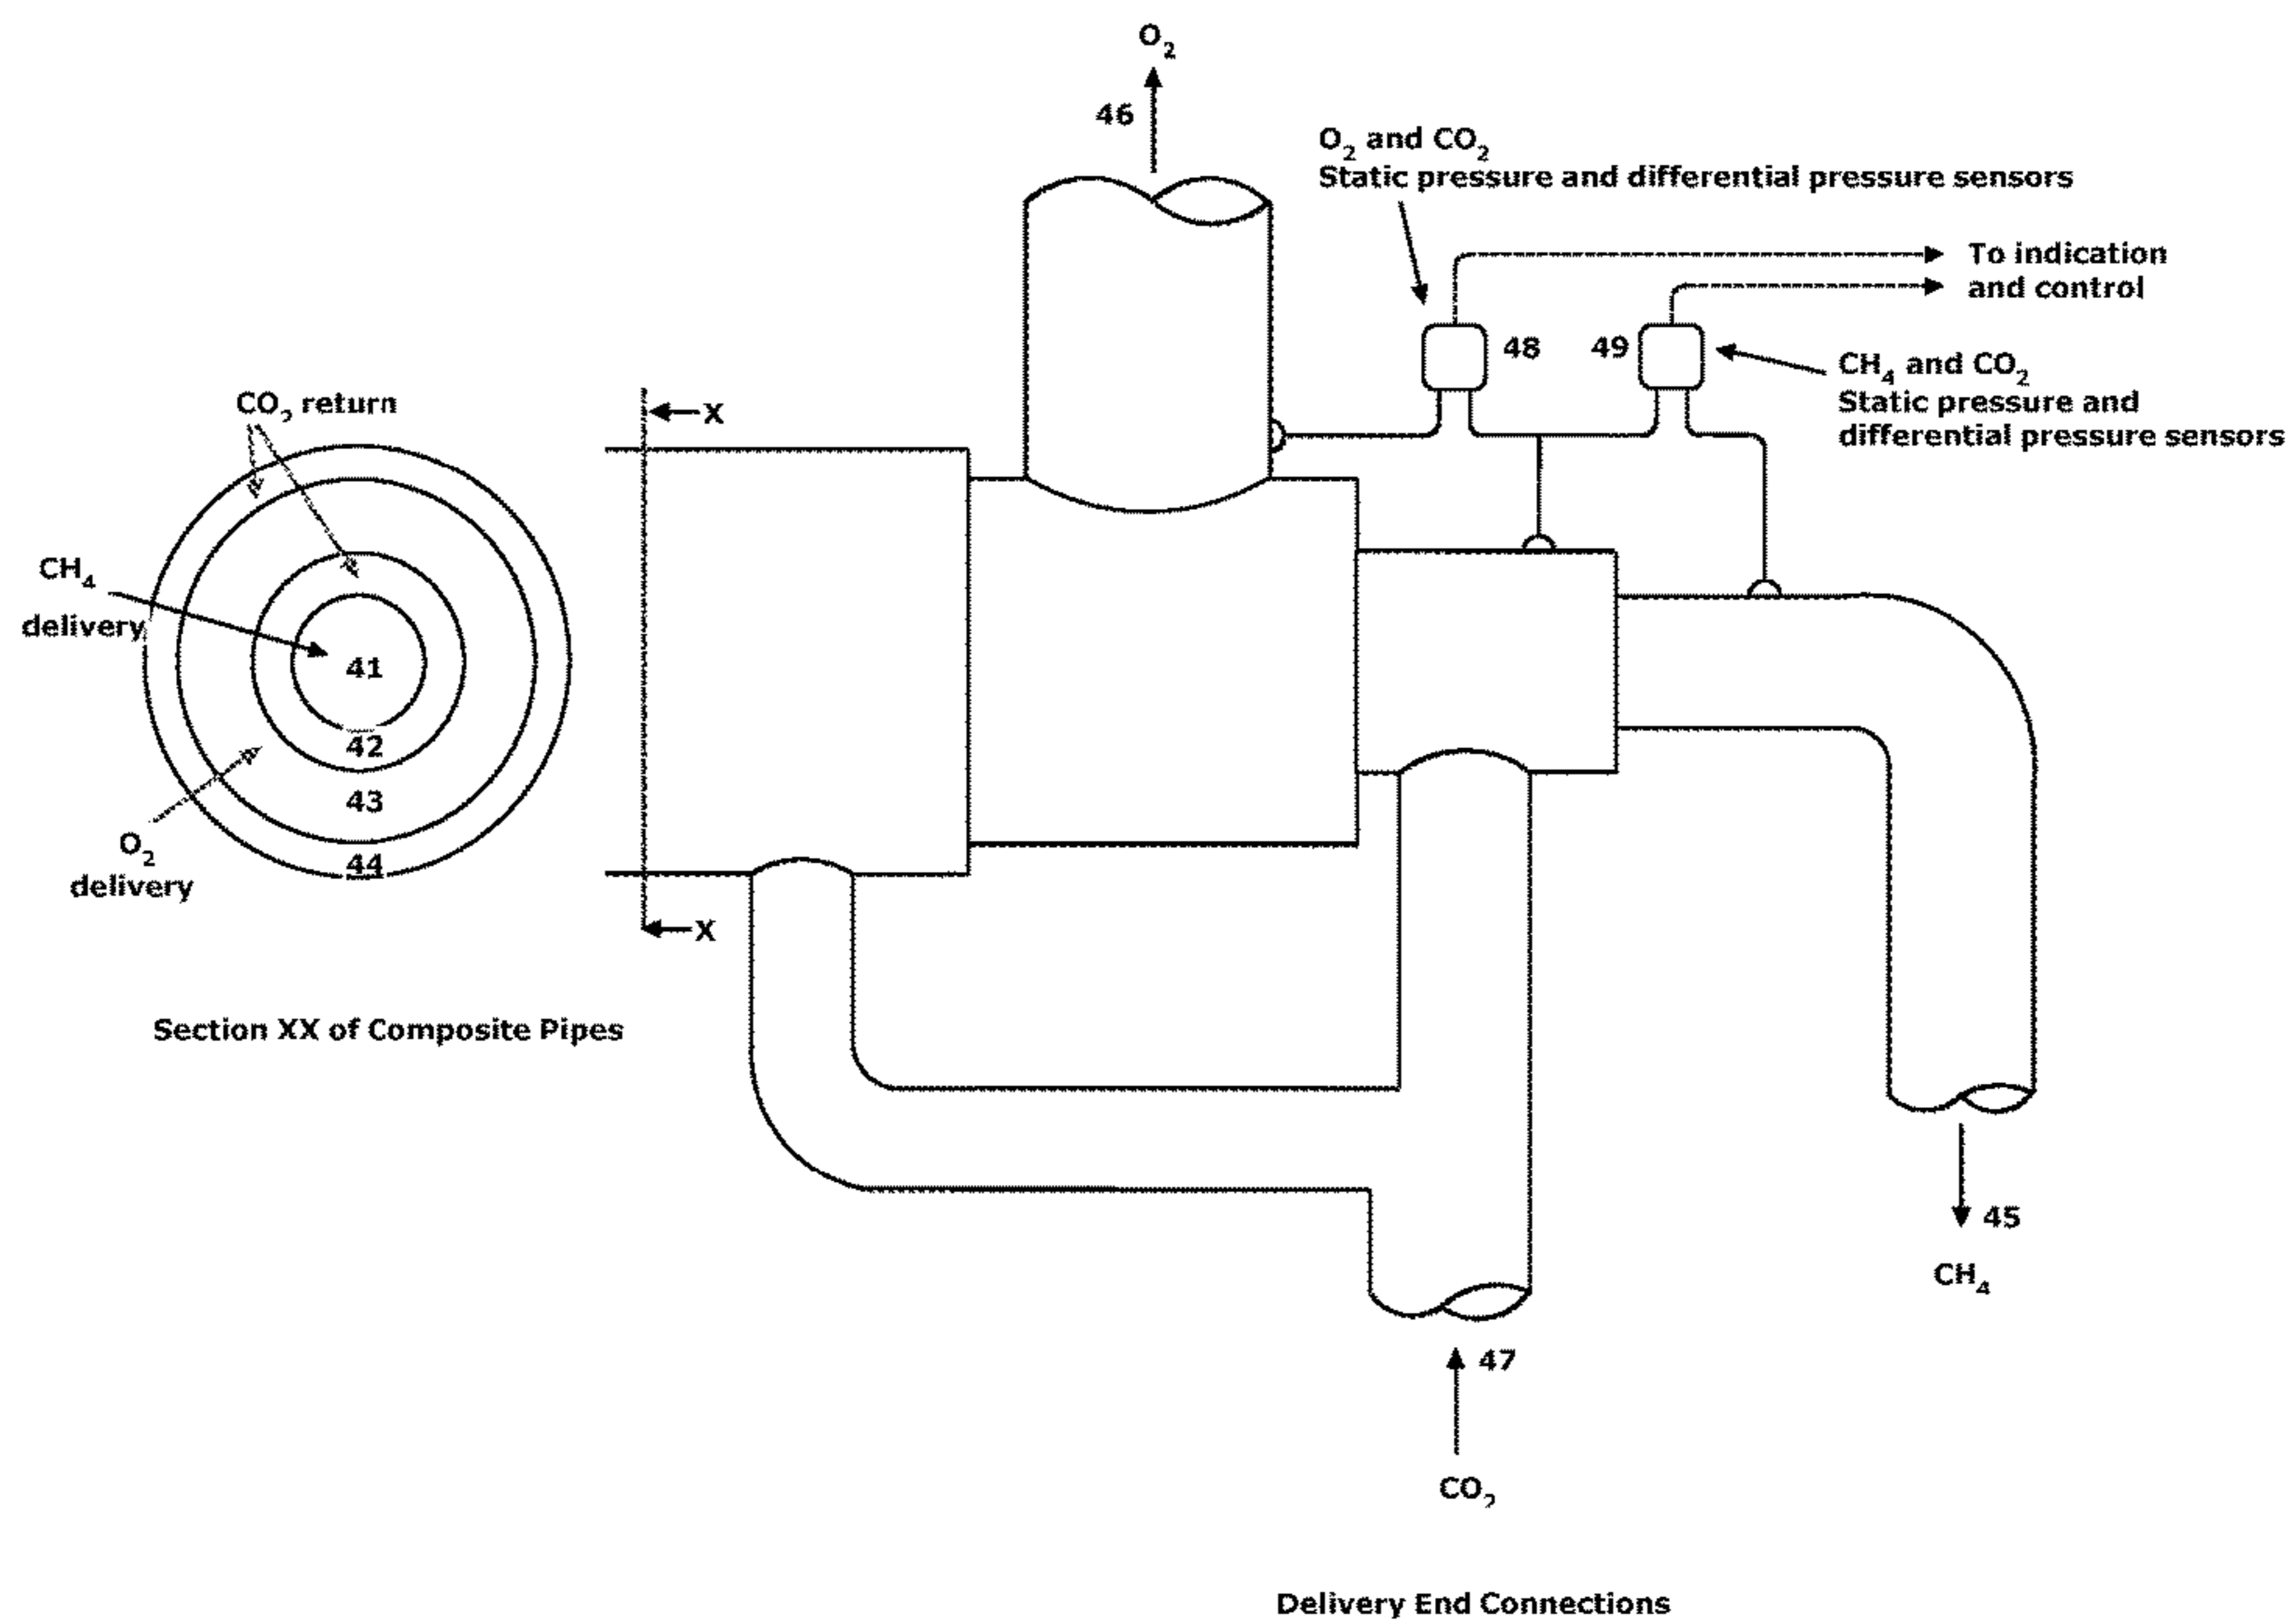 O₂
46
O₂ and CO₂
Static pressure and differential pressure sensors
To indication
and control
48
49
CH₄ and CO₂
Static pressure and
differential pressure sensors
CO₂ return
X
CH₄
delivery
41
42
43
44
O₂
delivery
X
Section XX of Composite Pipes
45
CH₄
47
CO₂
Delivery End Connections